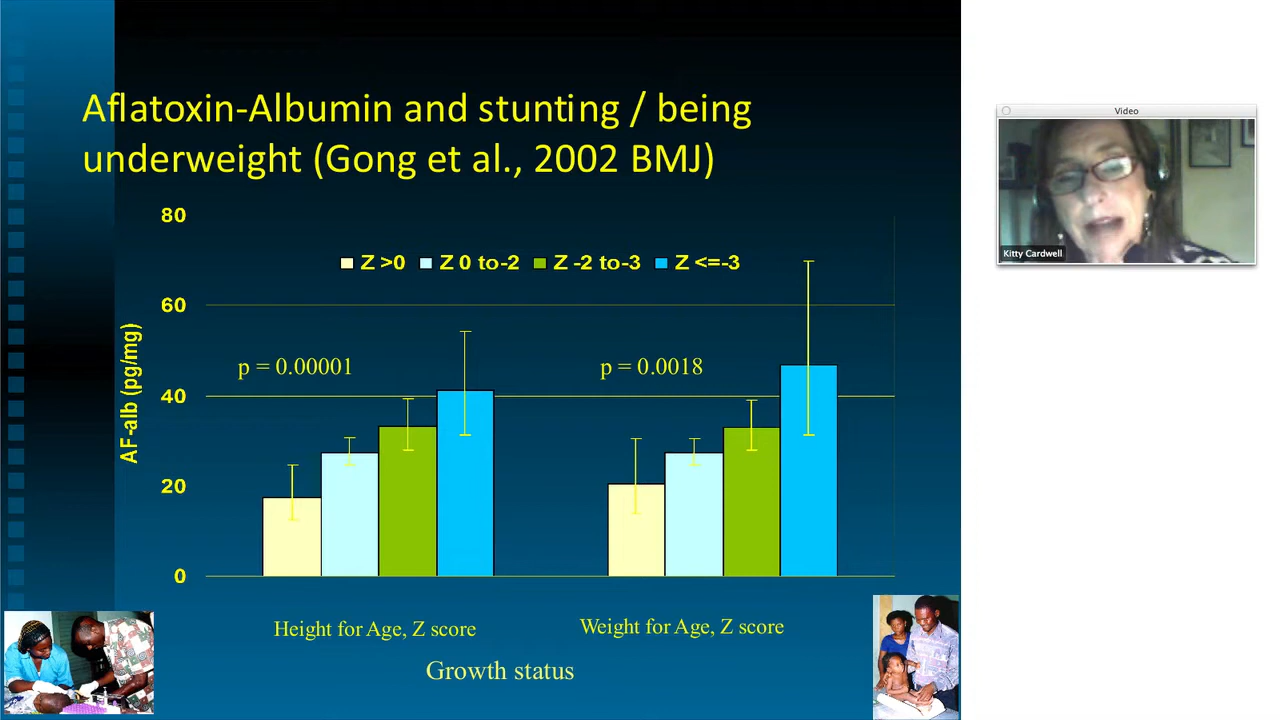 Aflatoxin-Albumin and stunting / being
underweight (Gong et al., 2002 BMJ)
80
Z >0 Z 0 to-2 Z -2 to-3 Z <=-3
60
p = 0.00001 p = 0.0018
40
AF-alb (pg/mg)
20
0
Height for Age, Z score Weight for Age, Z score
Growth status
Video
Kitty Cardwell